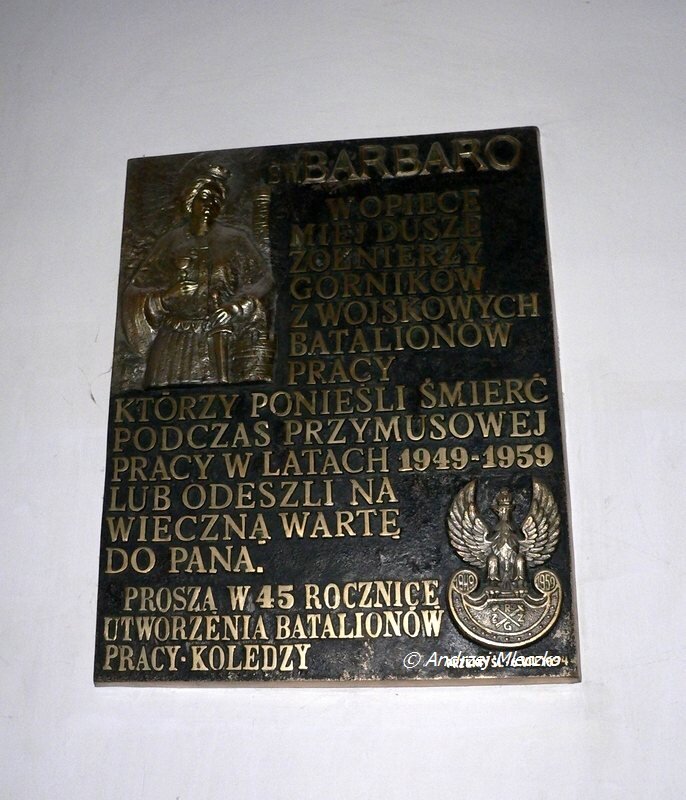 ŚW BARBARO
W OPIECE
MIEJ DUSZE
ŻOŁNIERZY
GÓRNIKÓW
Z WOJSKOWYCH
BATALIONÓW
PRACY
KTÓRZY PONIEŚLI ŚMIERĆ
PODCZAS PRZYMUSOWEJ
PRACY W LATACH 1949-1959
LUB ODESZLI NA
WIECZNĄ WARTĘ
DO PANA.
PROSZĄ W 45 ROCZNICĘ
UTWORZENIA BATALIONÓW
PRACY·KOLEDZY
1949 1959
© Andrzej Mleczko